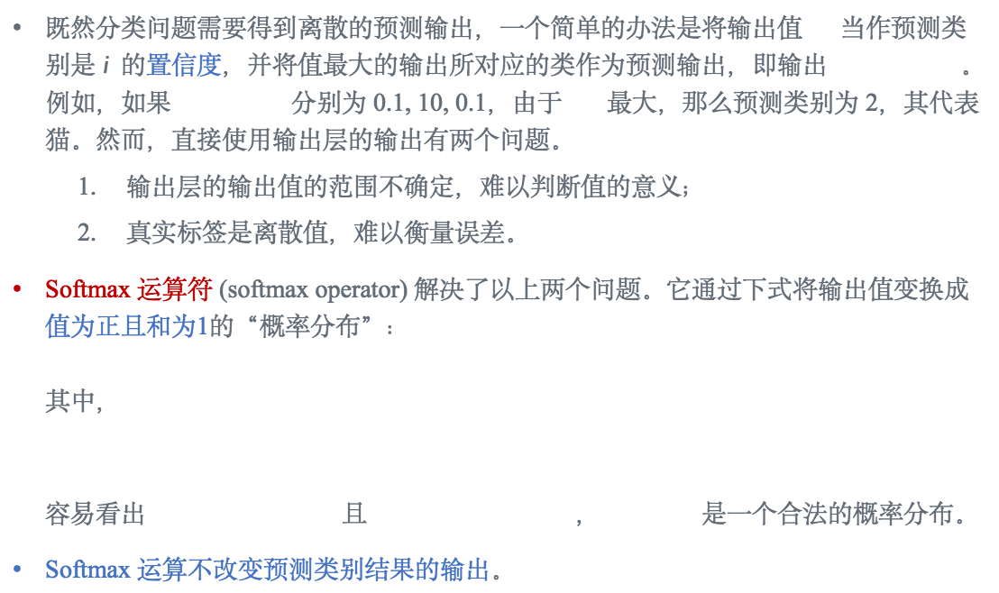 • 既然分类问题需要得到离散的预测输出，一个简单的办法是将输出值 当作预测类
别是 i 的置信度，并将值最大的输出所对应的类作为预测输出，即输出 。
例如，如果 分别为 0.1, 10, 0.1，由于 最大，那么预测类别为 2，其代表
猫。然而，直接使用输出层的输出有两个问题。
1. 输出层的输出值的范围不确定，难以判断值的意义；
2. 真实标签是离散值，难以衡量误差。
• Softmax 运算符 (softmax operator) 解决了以上两个问题。它通过下式将输出值变换成
值为正且和为1的“概率分布”：
其中，
容易看出 且 ， 是一个合法的概率分布。
• Softmax 运算不改变预测类别结果的输出。